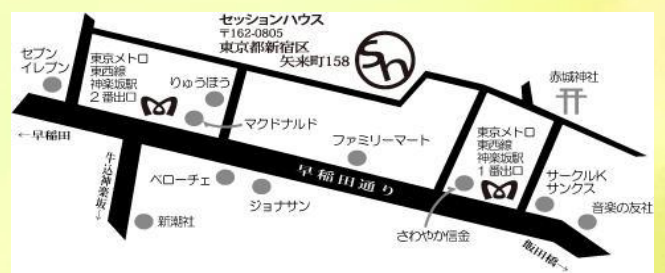 セッションハウス
〒162-0805
東京都新宿区
矢来町158
sh
セブン
イレブン
東京メトロ
東西線
神楽坂駅
2番出口
りゅうほう
マクドナルド
ファミリーマート
東京メトロ
東西線
神楽坂駅
1番出口
赤城神社
サークルK
サンクス
音楽の友社
←早稲田
牛込神楽坂→
ベローチェ
ジョナサン
早稲田通り
さわやか信金
新潮社
飯田橋→